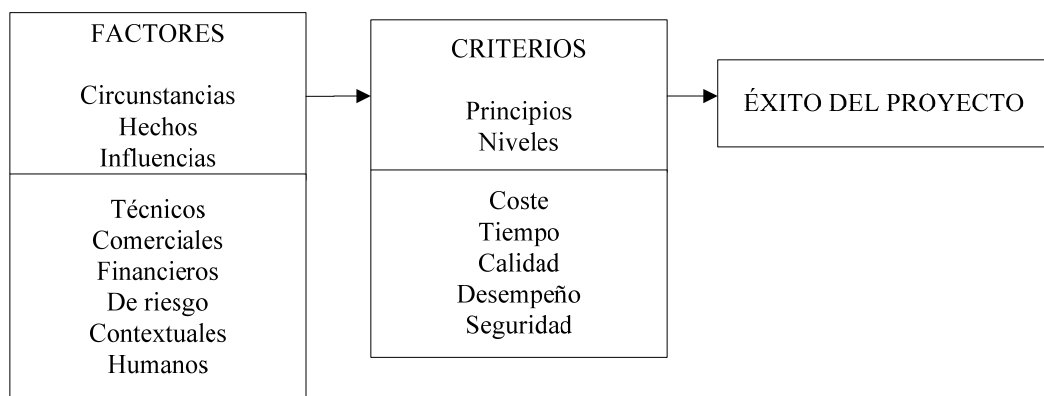 FACTORES
Circunstancias
Hechos
Influencias
Técnicos
Comerciales
Financieros
De riesgo
Contextuales
Humanos
CRITERIOS
Principios
Niveles
Coste
Tiempo
Calidad
Desempeño
Seguridad
ÉXITO DEL PROYECTO